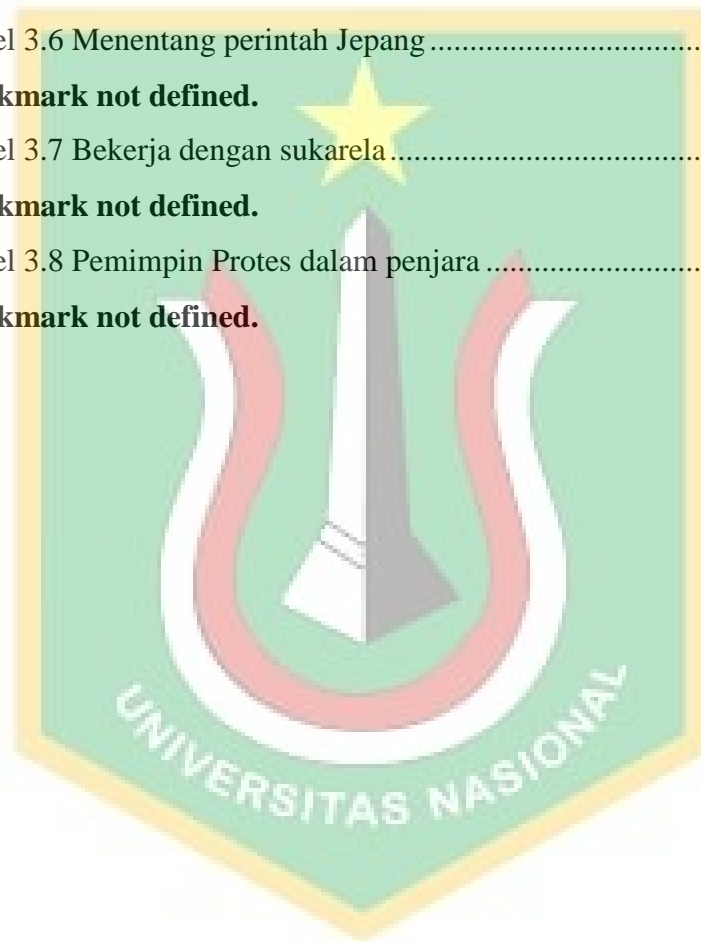 el 3.6 Menentang perintah Jepang
kmark not defined.
el 3.7 Bekerja dengan sukarela
kmark not defined.
el 3.8 Pemimpin Protes dalam penjara
kmark not defined.
UNIVERSITAS NASIONAL